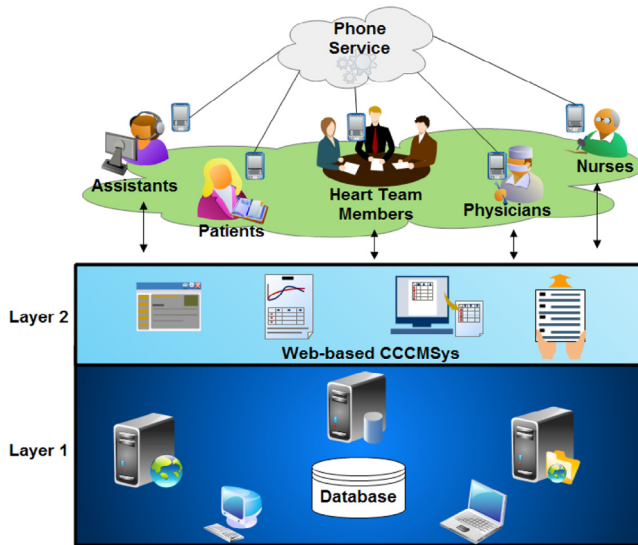 Phone
Service
Assistants
Patients
Heart Team
Members
Physicians
Nurses
Layer 2
Web-based CCCMSys
Layer 1
Database